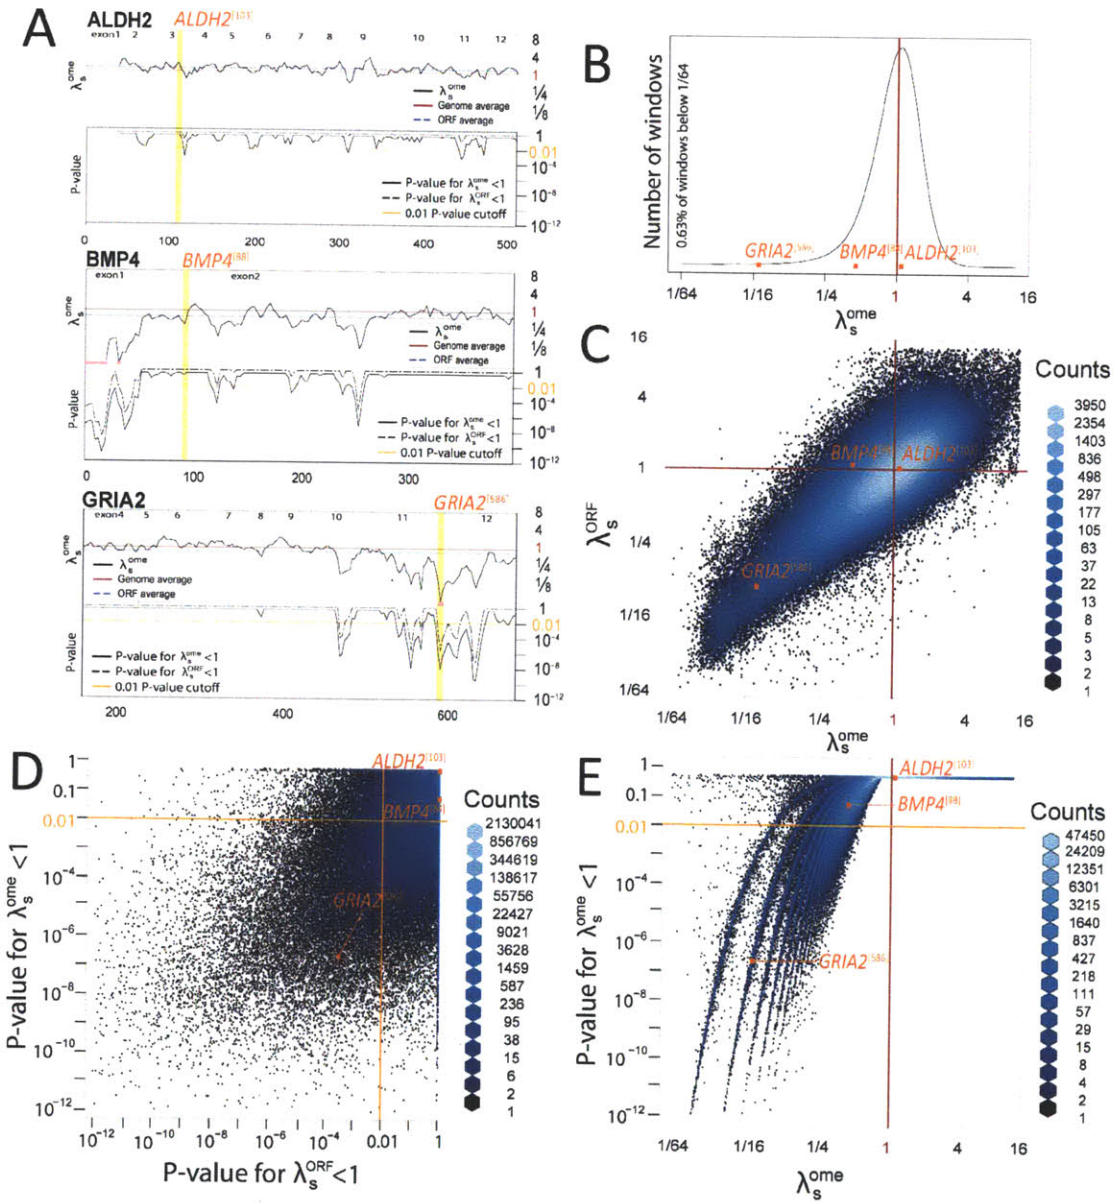 A
ALDH2 ALDH2[103]
exon1 2 3 4 5 6 7 8 9 10 11 12
8
4
1
1/4
1/8
λsome
λsome
Genome average
ORF average
1
0.01
10-4
10-8
10-12
P-value
P-value for λsome<1
P-value for λsORF<1
0.01 P-value cutoff
0 100 200 300 400 500
BMP4 BMP4[88]
exon1 exon2
8
4
1
1/4
1/8
λsome
λsome
Genome average
ORF average
1
0.01
10-4
10-8
10-12
P-value
P-value for λsome<1
P-value for λsORF<1
0.01 P-value cutoff
0 100 200 300
GRIA2 GRIA2[586]
exon4 5 6 7 8 9 10 11 12
8
4
1
1/4
1/8
λsome
λsome
Genome average
ORF average
1
0.01
10-4
10-8
10-12
P-value
P-value for λsome<1
P-value for λsORF<1
0.01 P-value cutoff
200 400 600
B
Number of windows
0.63% of windows below 1/64
GRIA2[586] BMP4[88] ALDH2[103]
1/64 1/16 1/4 1 4 16
λsome
C
16
4
1
1/4
1/16
1/64
λsORF
BMP4 ALDH2[103]
GRIA2[586]
1/64 1/16 1/4 1 4 16
λsome
Counts
3950
2354
1403
836
498
297
177
105
63
37
22
13
8
5
3
2
1
D
ALDH2[103]
BMP4
GRIA2
1
0.1
0.01
10-4
10-6
10-8
10-10
10-12
P-value for λsome<1
10-12 10-10 10-8 10-6 10-4 0.01 1
P-value for λsORF<1
Counts
2130041
856769
344619
138617
55756
22427
9021
3628
1459
587
236
95
38
15
6
2
1
E
ALDH2[103]
BMP4[88]
GRIA2[586]
1
0.1
0.01
10-4
10-6
10-8
10-10
10-12
P-value for λsome<1
1/64 1/16 1/4 1 4 16
λsome
Counts
47450
24209
12351
6301
3215
1640
837
427
218
111
57
29
15
8
4
2
1